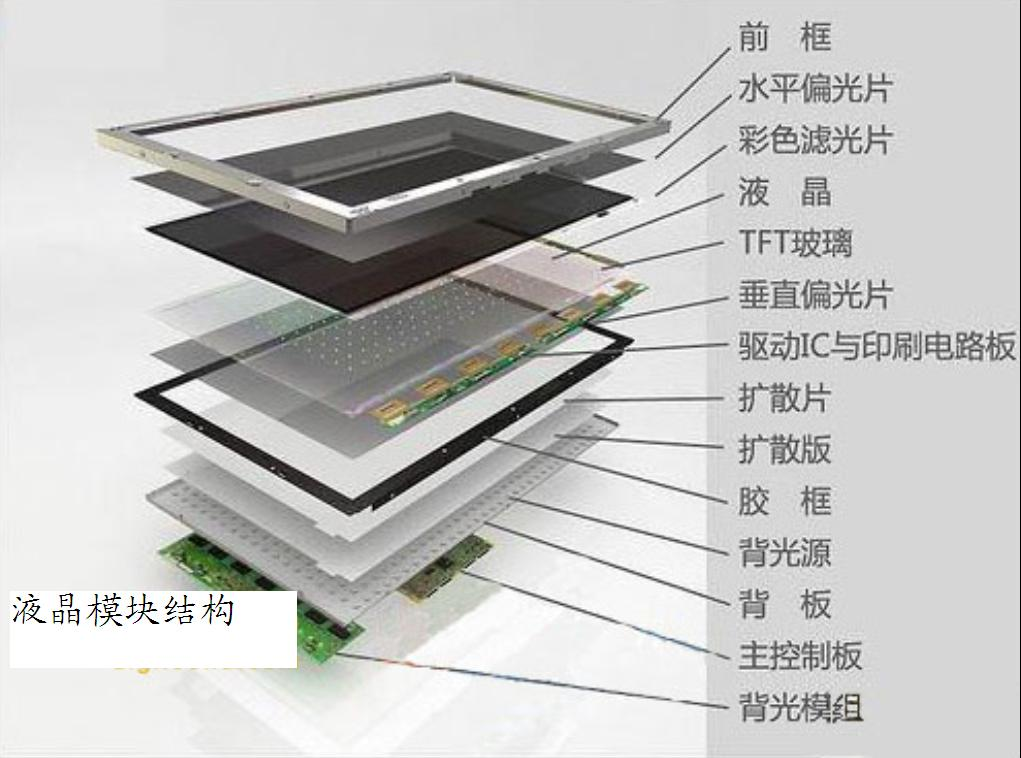 前 框
水平偏光片
彩色滤光片
液 晶
TFT玻璃
垂直偏光片
驱动IC与印刷电路板
扩散片
扩散版
胶 框
背光源
背 板
主控制板
背光模组
液晶模块结构